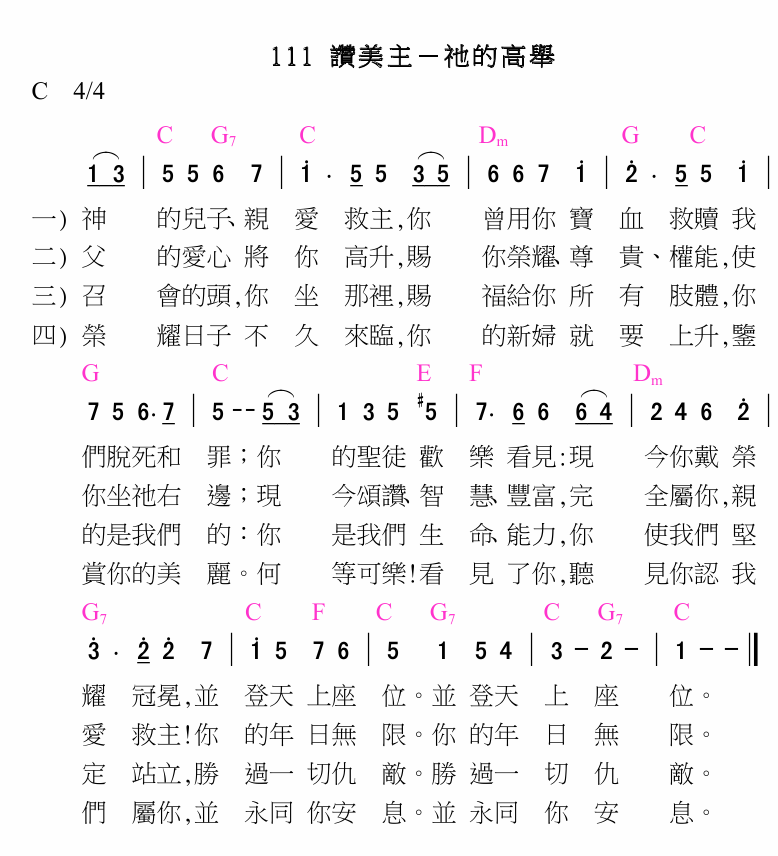 111 讚美主－祂的高舉
C 4/4
C G7 C Dm G C
1 3 | 5 5 6 7 | i · 5 5 3 5 | 6 6 7 i | 2̇ · 5 5 i |
一) 神 的兒子、親 愛 救主,你 曾用你 寶 血 救贖 我
二) 父 的愛心 將 你 高升,賜 你榮耀、尊 貴、權能,使
三) 召 會的頭,你 坐 那裡,賜 福給你 所 有 肢體,你
四) 榮 耀日子 不 久 來臨,你 的新婦 就 要 上升,鑒
G C E F Dm
7 5 6· 7 | 5 -- 5 3 | 1 3 5 #5 | 7· 6 6 6 4 | 2 4 6 2̇ |
們脫死和 罪；你 的聖徒 歡 樂 看見:現 今你戴 榮
你坐祂右 邊；現 今頌讚、智 慧、豐富,完 全屬你,親
的是我們 的：你 是我們 生 命、能力,你 使我們 堅
賞你的美 麗。何 等可樂!看 見 了你,聽 見你認 我
G7 C F C G7 C G7 C
3̇ · 2̇ 2̇ 7 | i 5 7 6 | 5 1 5 4 | 3 - 2 - | 1 - - ‖
耀 冠冕,並 登天 上座 位。並 登天 上 座 位。
愛 救主!你 的年 日無 限。你 的年 日 無 限。
定 站立,勝 過一 切仇 敵。勝 過一 切 仇 敵。
們 屬你,並 永同 你安 息。並 永同 你 安 息。